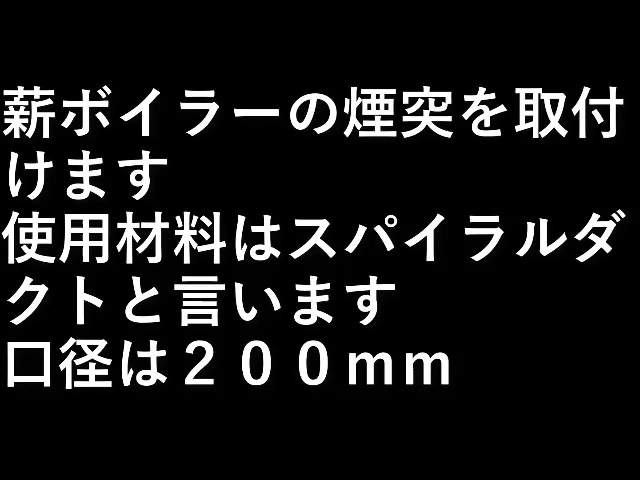 薪ボイラーの煙突を取付
けます
使用材料はスパイラルダ
クトと言います
口径は２００ｍｍ